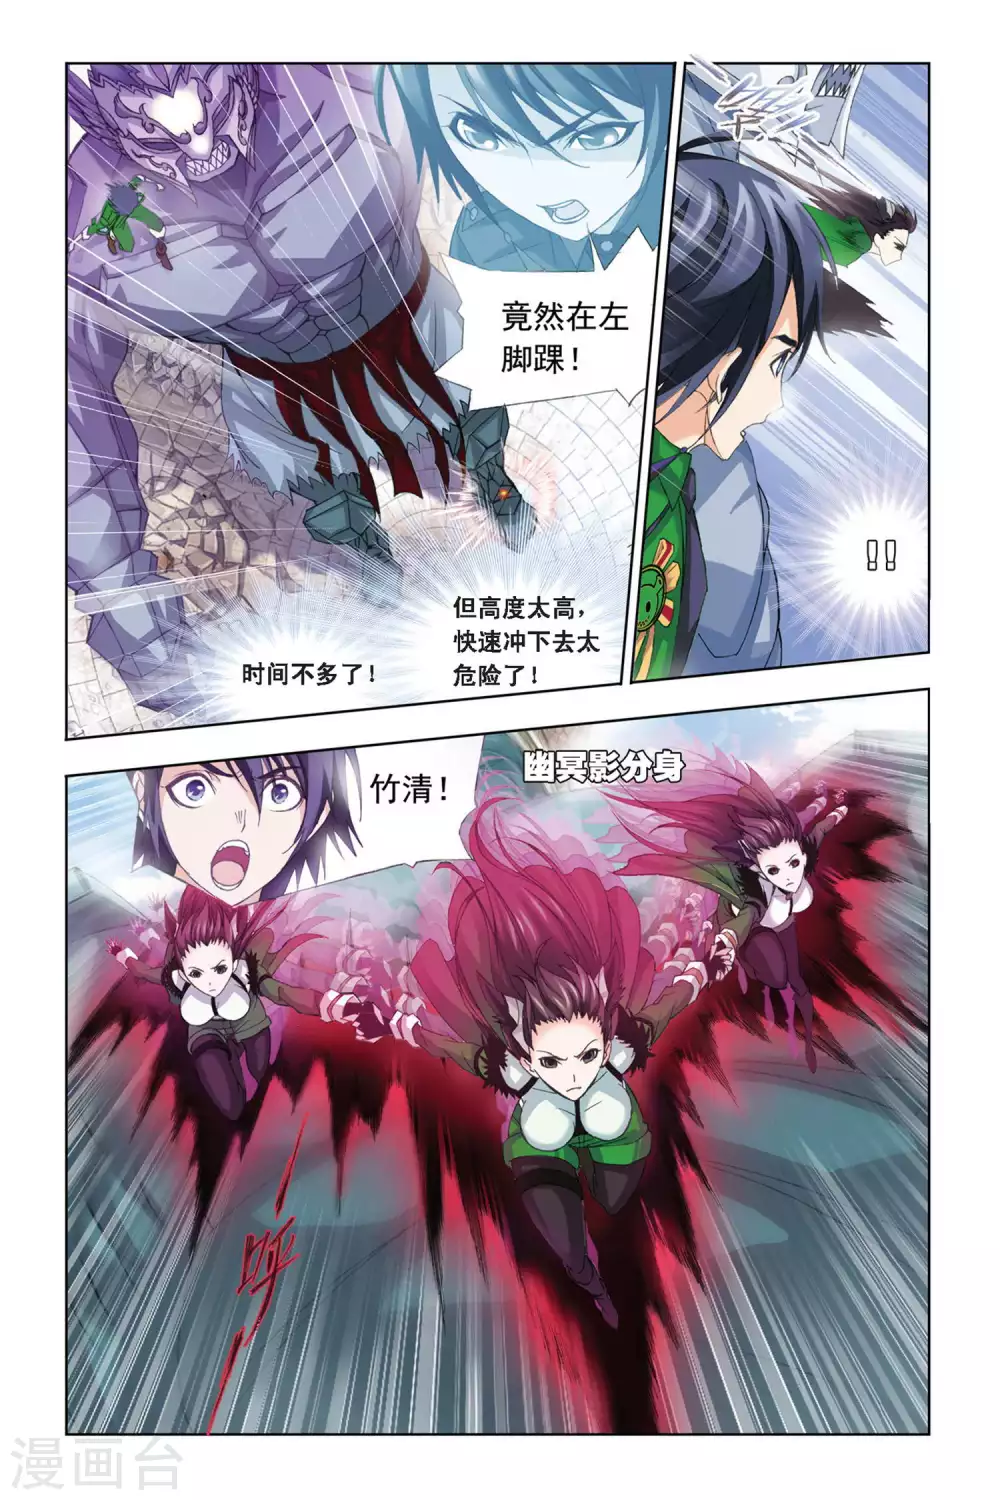 竟然在左
脚踝！
但高度太高，
快速冲下去太
危险了！
时间不多了！
！！
竹清！
幽冥影分身
呼
漫画台